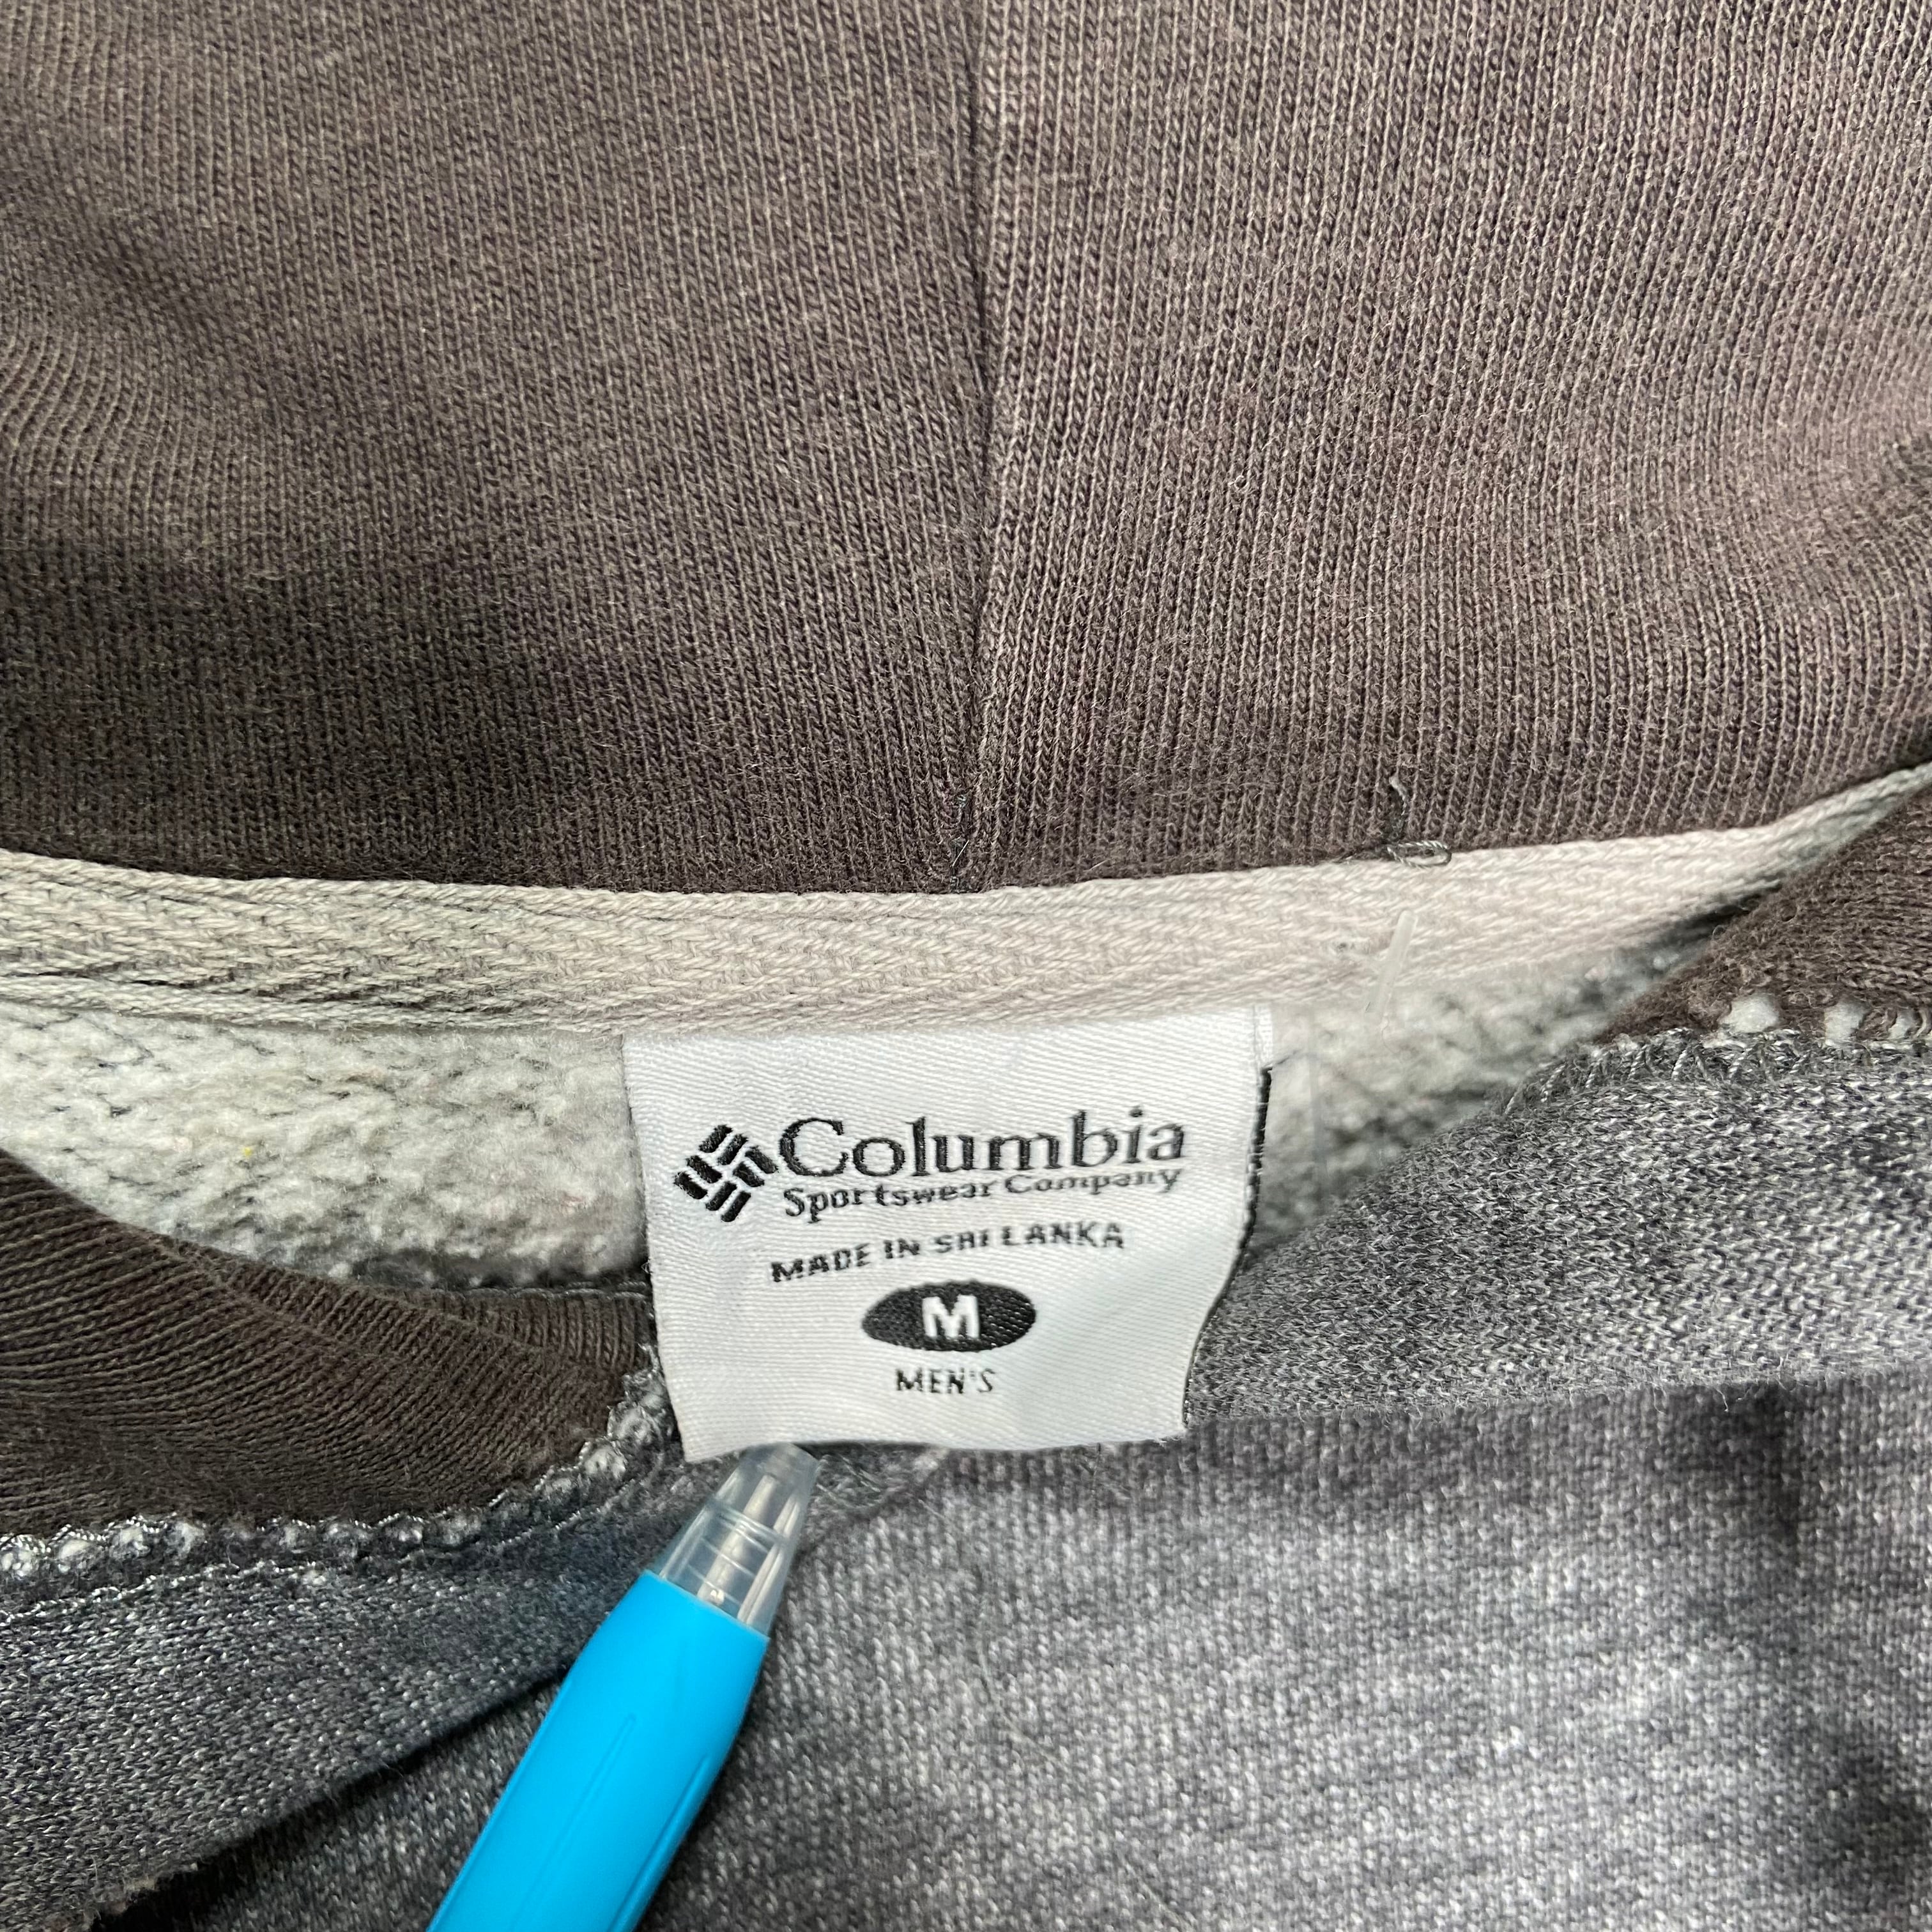 Columbia
Sportswear Company
MADE IN SRI LANKA
M
MEN'S